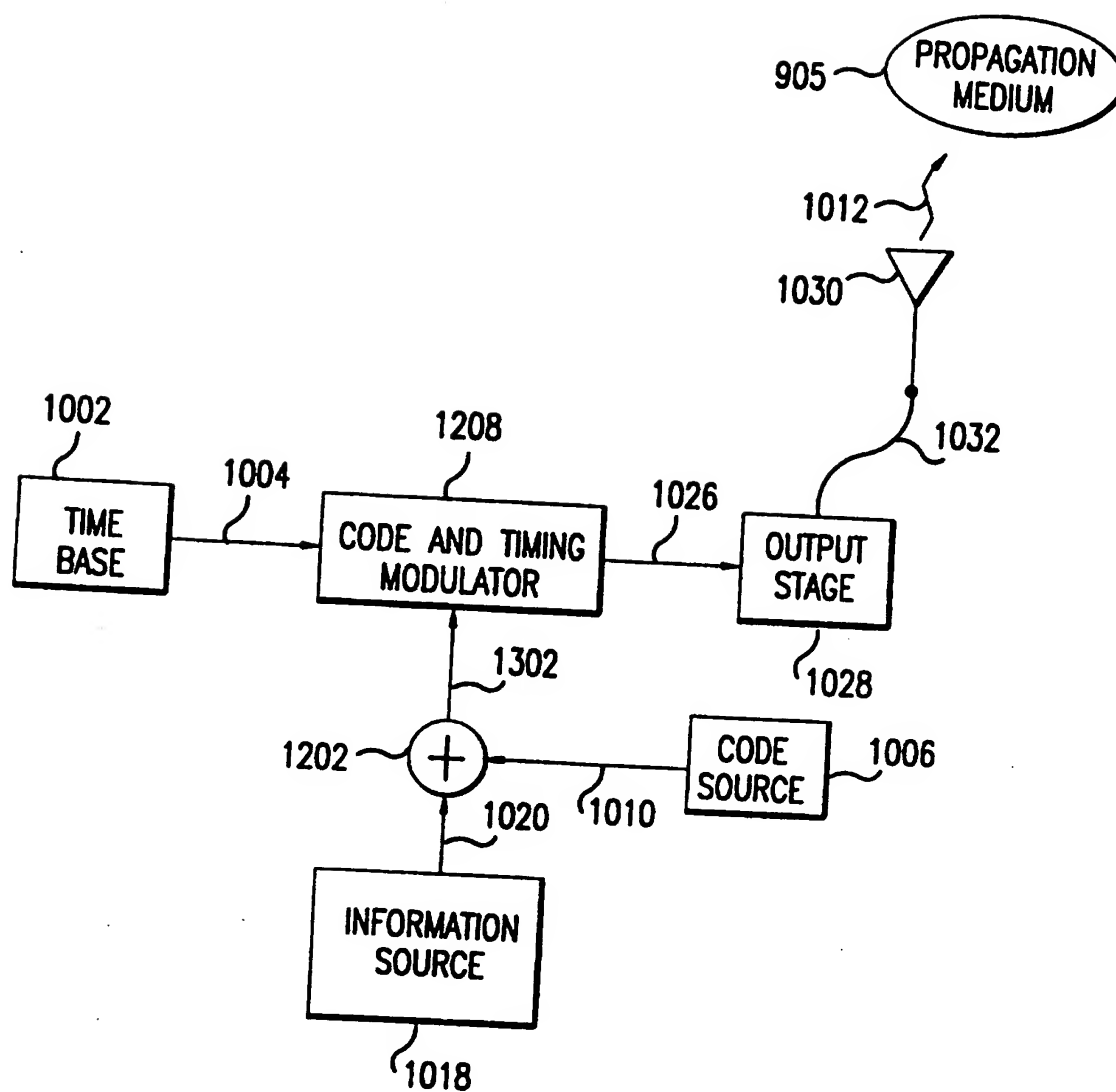 PROPAGATION
MEDIUM
905
1012
1030
1032
1002
1004
TIME
BASE
1208
CODE AND TIMING
MODULATOR
1026
OUTPUT
STAGE
1028
1302
1202
+
1010
CODE
SOURCE
1006
1020
INFORMATION
SOURCE
1018